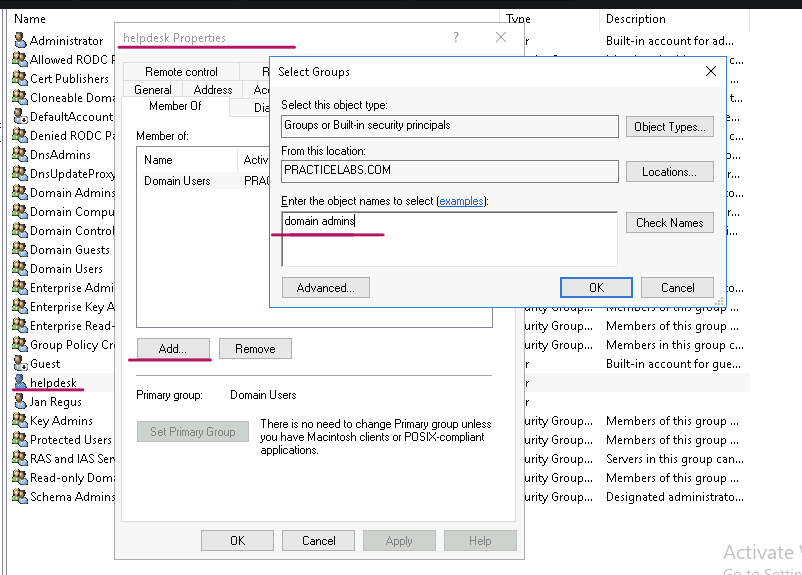 Name
Type
Description
Administrator
Built-in account for ad...
Allowed RODC P
Cert Publishers
Cloneable Doma
DefaultAccount
Denied RODC Pa
DnsAdmins
DnsUpdateProxy
Domain Admins
Domain Compu
Domain Control
Domain Guests
Domain Users
Enterprise Admi
Enterprise Key A
Enterprise Read-
Group Policy Cr
Guest
helpdesk
Jan Regus
Key Admins
Protected Users
RAS and IAS Ser
Read-only Doma
Schema Admins
helpdesk Properties
?
Remote control
General
Address
Member Of
Member of:
Name
Activ
Domain Users
PRAC
Add...
Remove
Primary group:
Domain Users
Set Primary Group
There is no need to change Primary group unless
you have Macintosh clients or POSIX-compliant
applications.
OK
Cancel
Apply
Help
Select Groups
Select this object type:
Groups or Built-in security principals
Object Types...
From this location:
PRACTICELABS.COM
Locations...
Enter the object names to select (examples):
domain admins
Check Names
Advanced...
OK
Cancel
urity Group...
Members of this group ...
urity Group...
Members of this group ...
urity Group...
Members in this group c...
Built-in account for gue...
urity Group...
Members of this group ...
urity Group...
Members of this group ...
urity Group...
Servers in this group can...
urity Group...
Members of this group ...
urity Group...
Designated administrato...
Activate